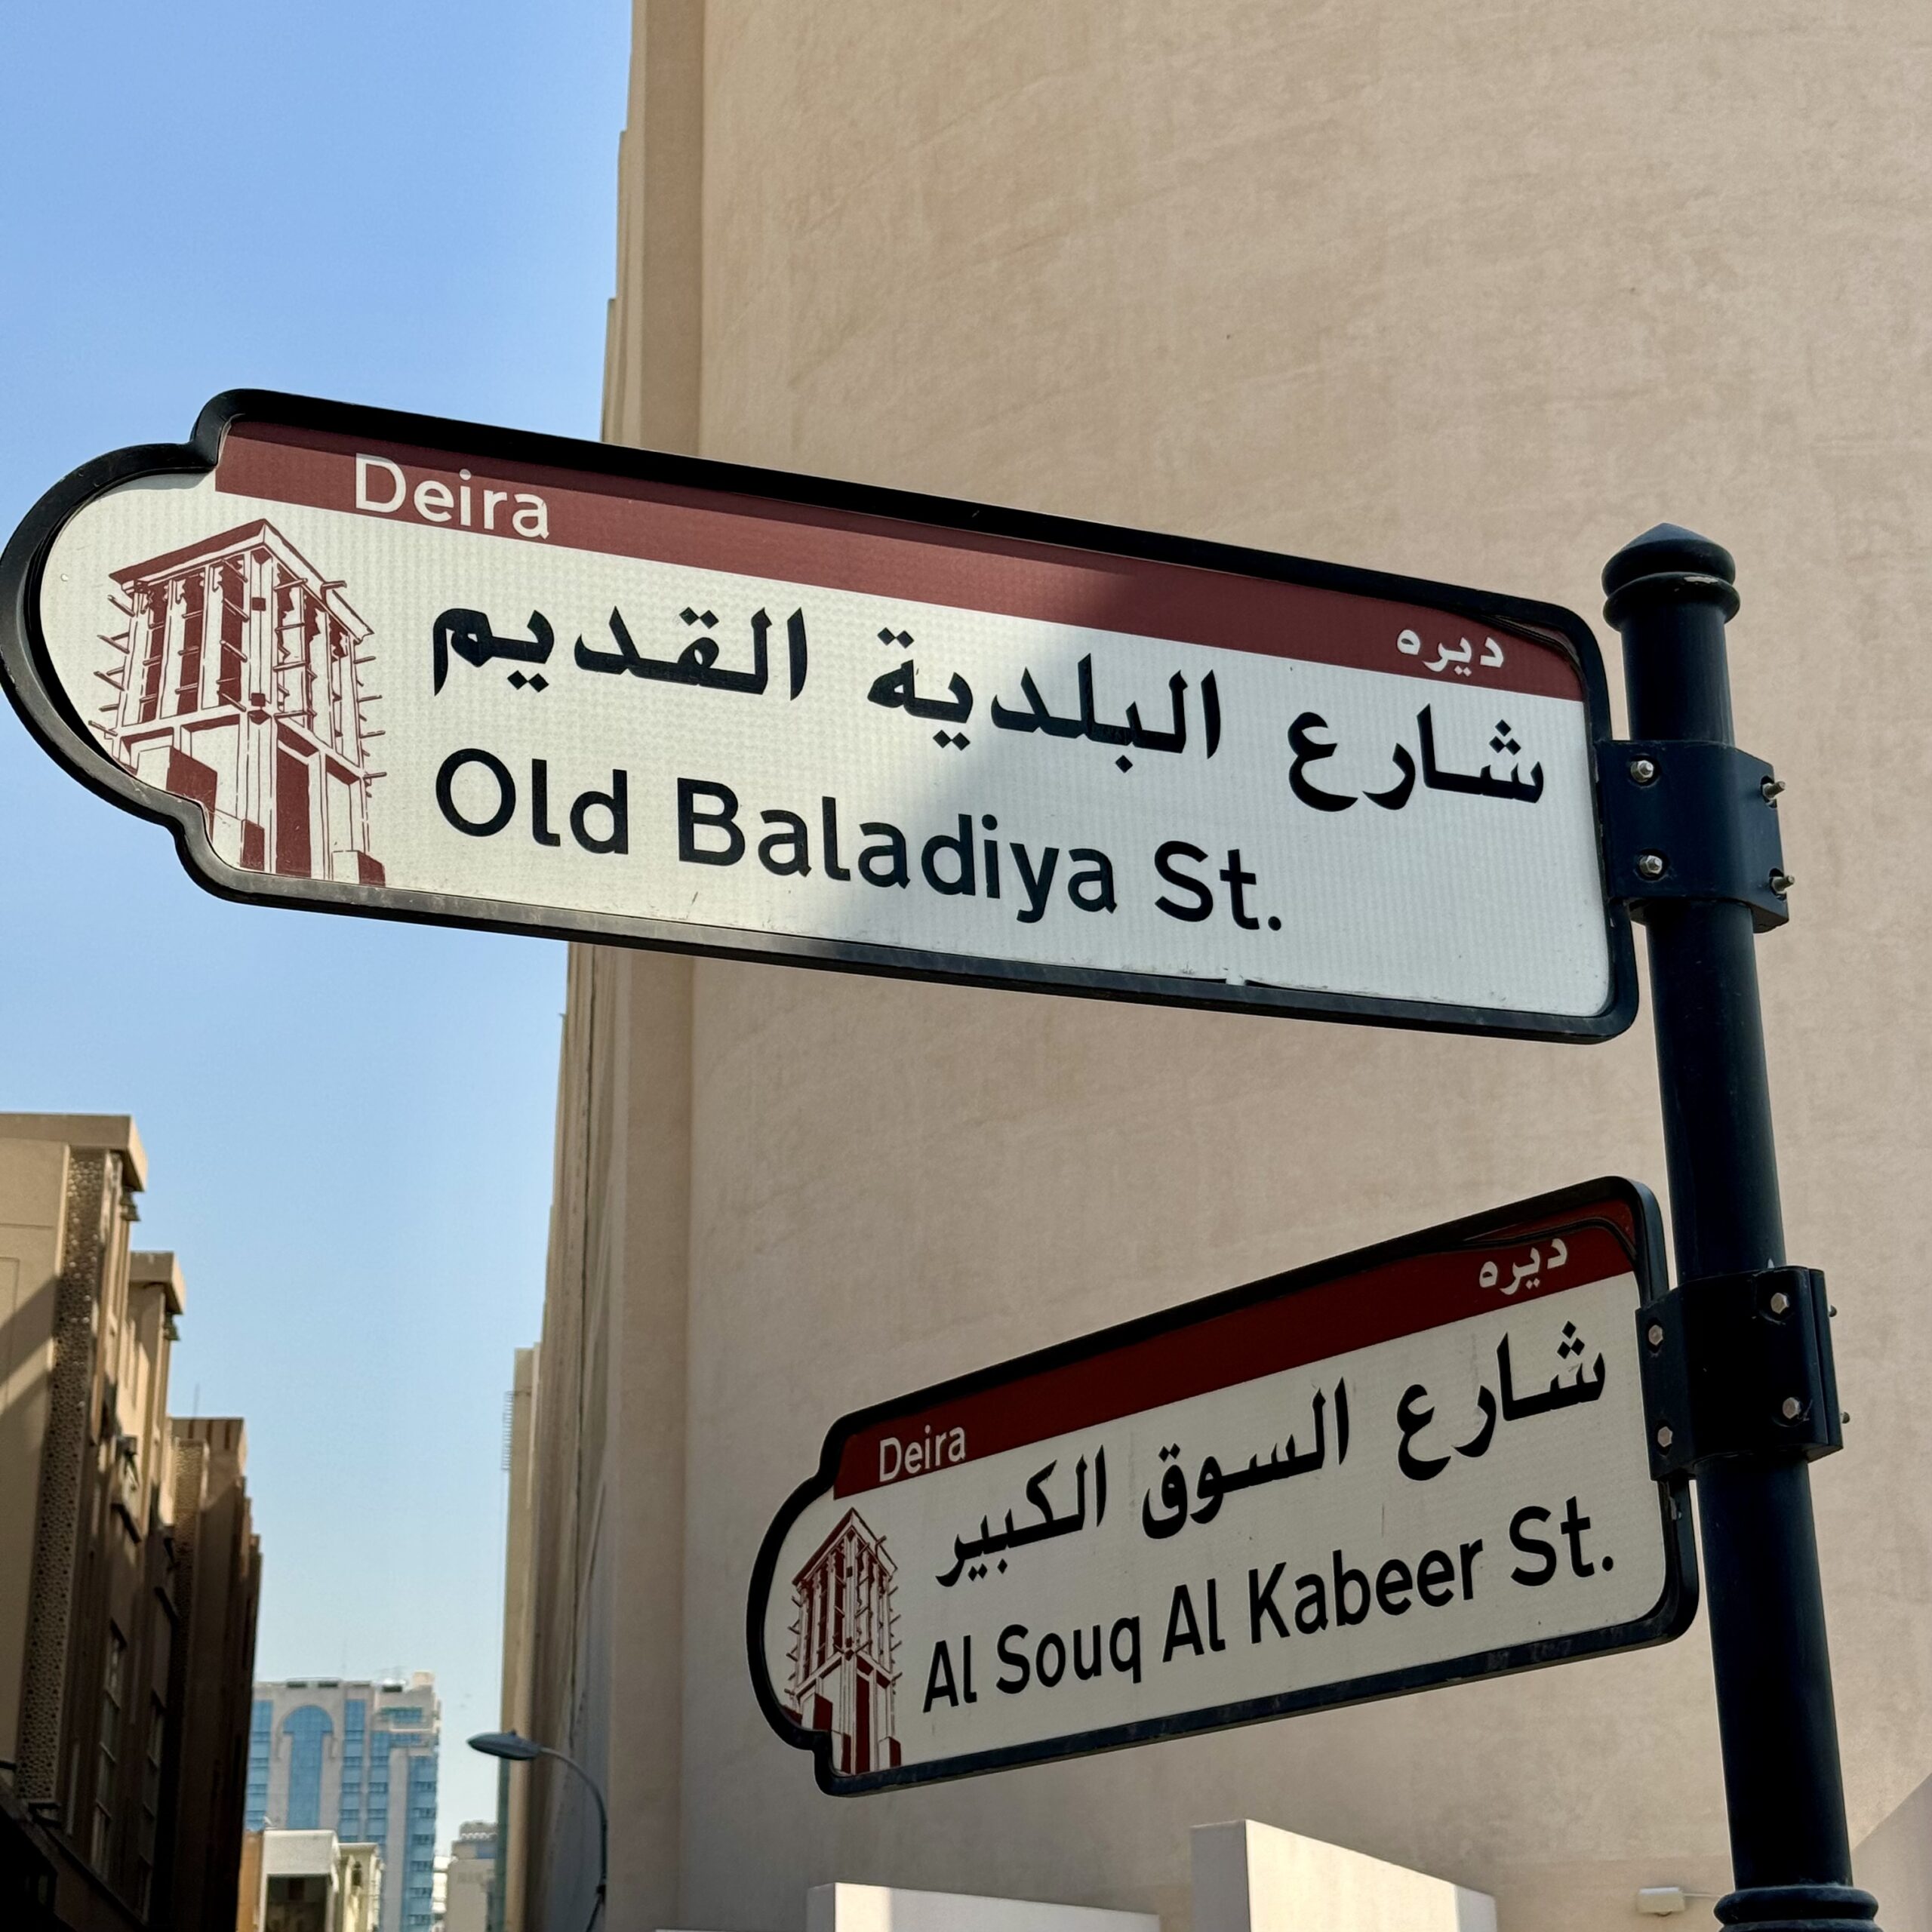 Deira
ديره
شارع البلدية القديم
Old Baladiya St.
ديره
Deira
شارع السوق الكبير
Al Souq Al Kabeer St.